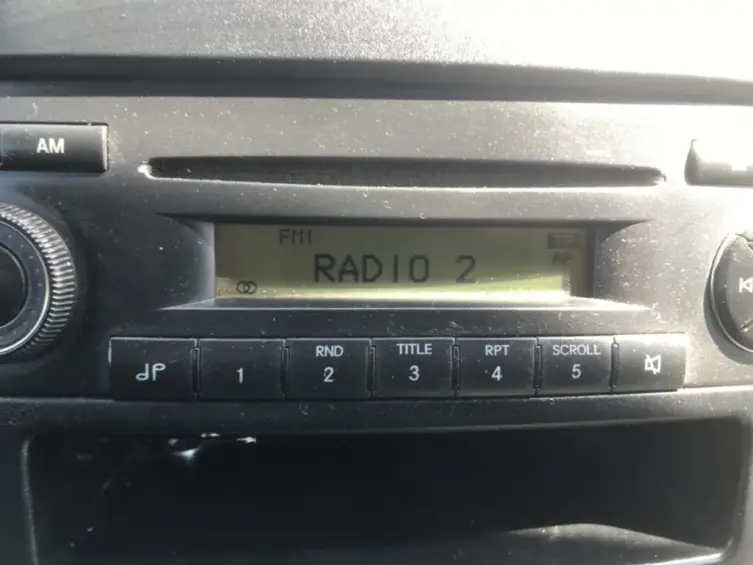 AM
FM1
RADIO 2
AF
1
RND
2
TITLE
3
RPT
4
SCROLL
5